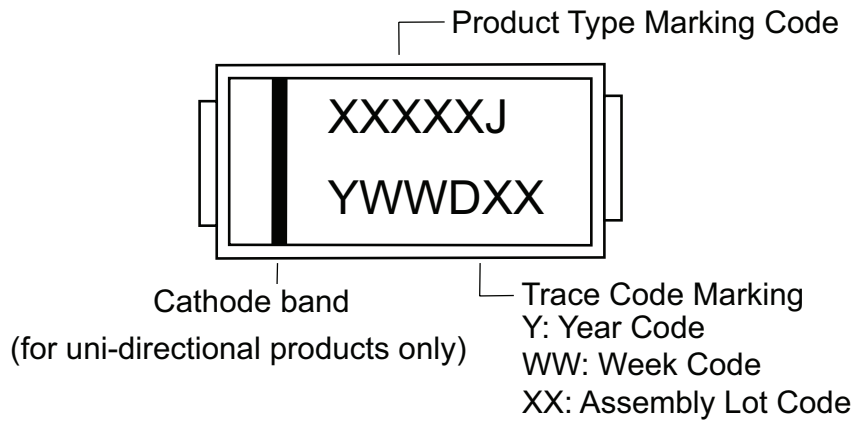 Product Type Marking Code
XXXXXJ
YWWDXX
Cathode band
(for uni-directional products only)
Trace Code Marking
Y: Year Code
WW: Week Code
XX: Assembly Lot Code